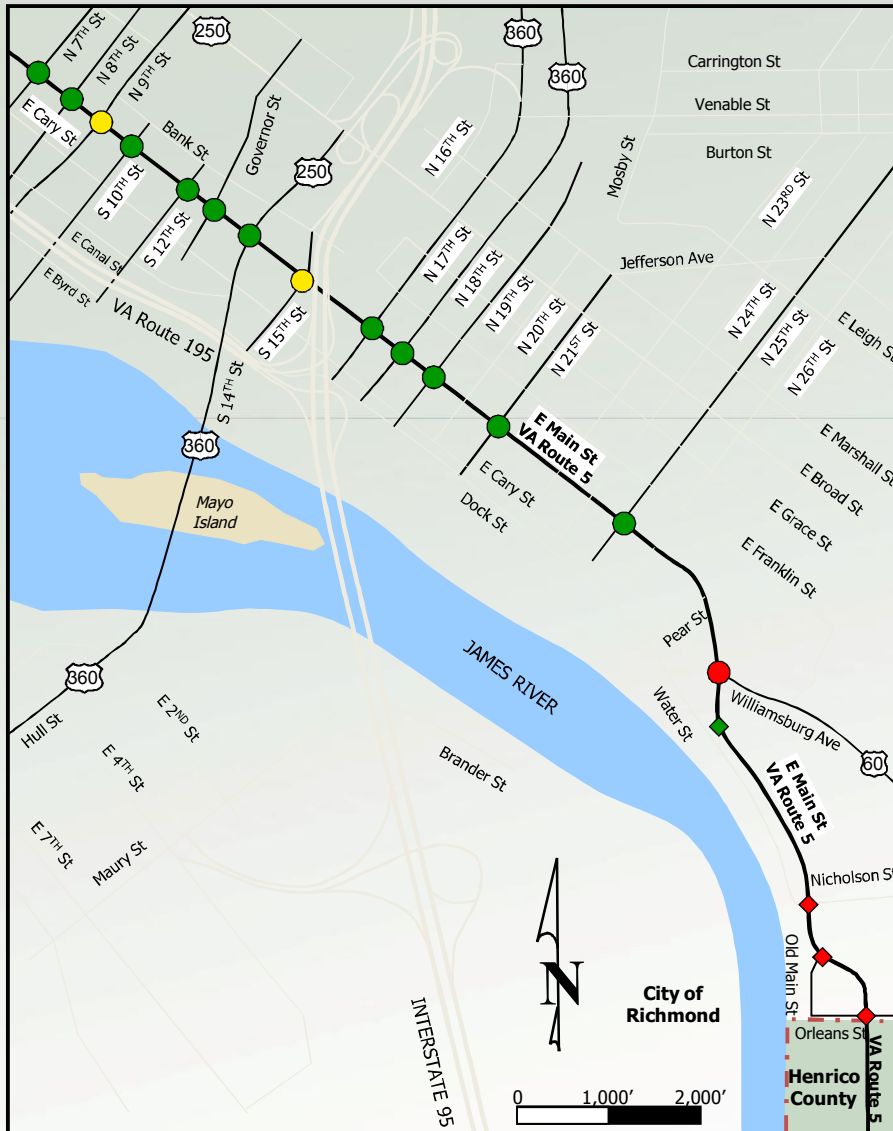 N 7TH St
N 8TH St
N 9TH St
250
360
360
Carrington St
Venable St
Burton St
E Cary St
Bank St
Governor St
N 16TH St
Mosby St
250
S 10TH St
S 12TH St
N 23RD St
E Canal St
E Byrd St
N 17TH St
N 18TH St
N 19TH St
Jefferson Ave
VA Route 195
S 15TH St
N 20TH St
N 21ST St
N 24TH St
N 25TH St
N 26TH St
E Leigh St
S 14TH St
360
E Main St
VA Route 5
E Marshall St
E Broad St
E Grace St
E Franklin St
E Cary St
Dock St
Mayo
Island
Pear St
JAMES RIVER
360
Hull St
E 2ND St
E 4TH St
E 7TH St
Maury St
Brander St
Water St
Williamsburg Ave
60
E Main St
VA Route 5
Nicholson St
Old Main St
N
City of
Richmond
INTERSTATE 95
Orleans St
VA Route 5
Henrico
County
0
1,000'
2,000'